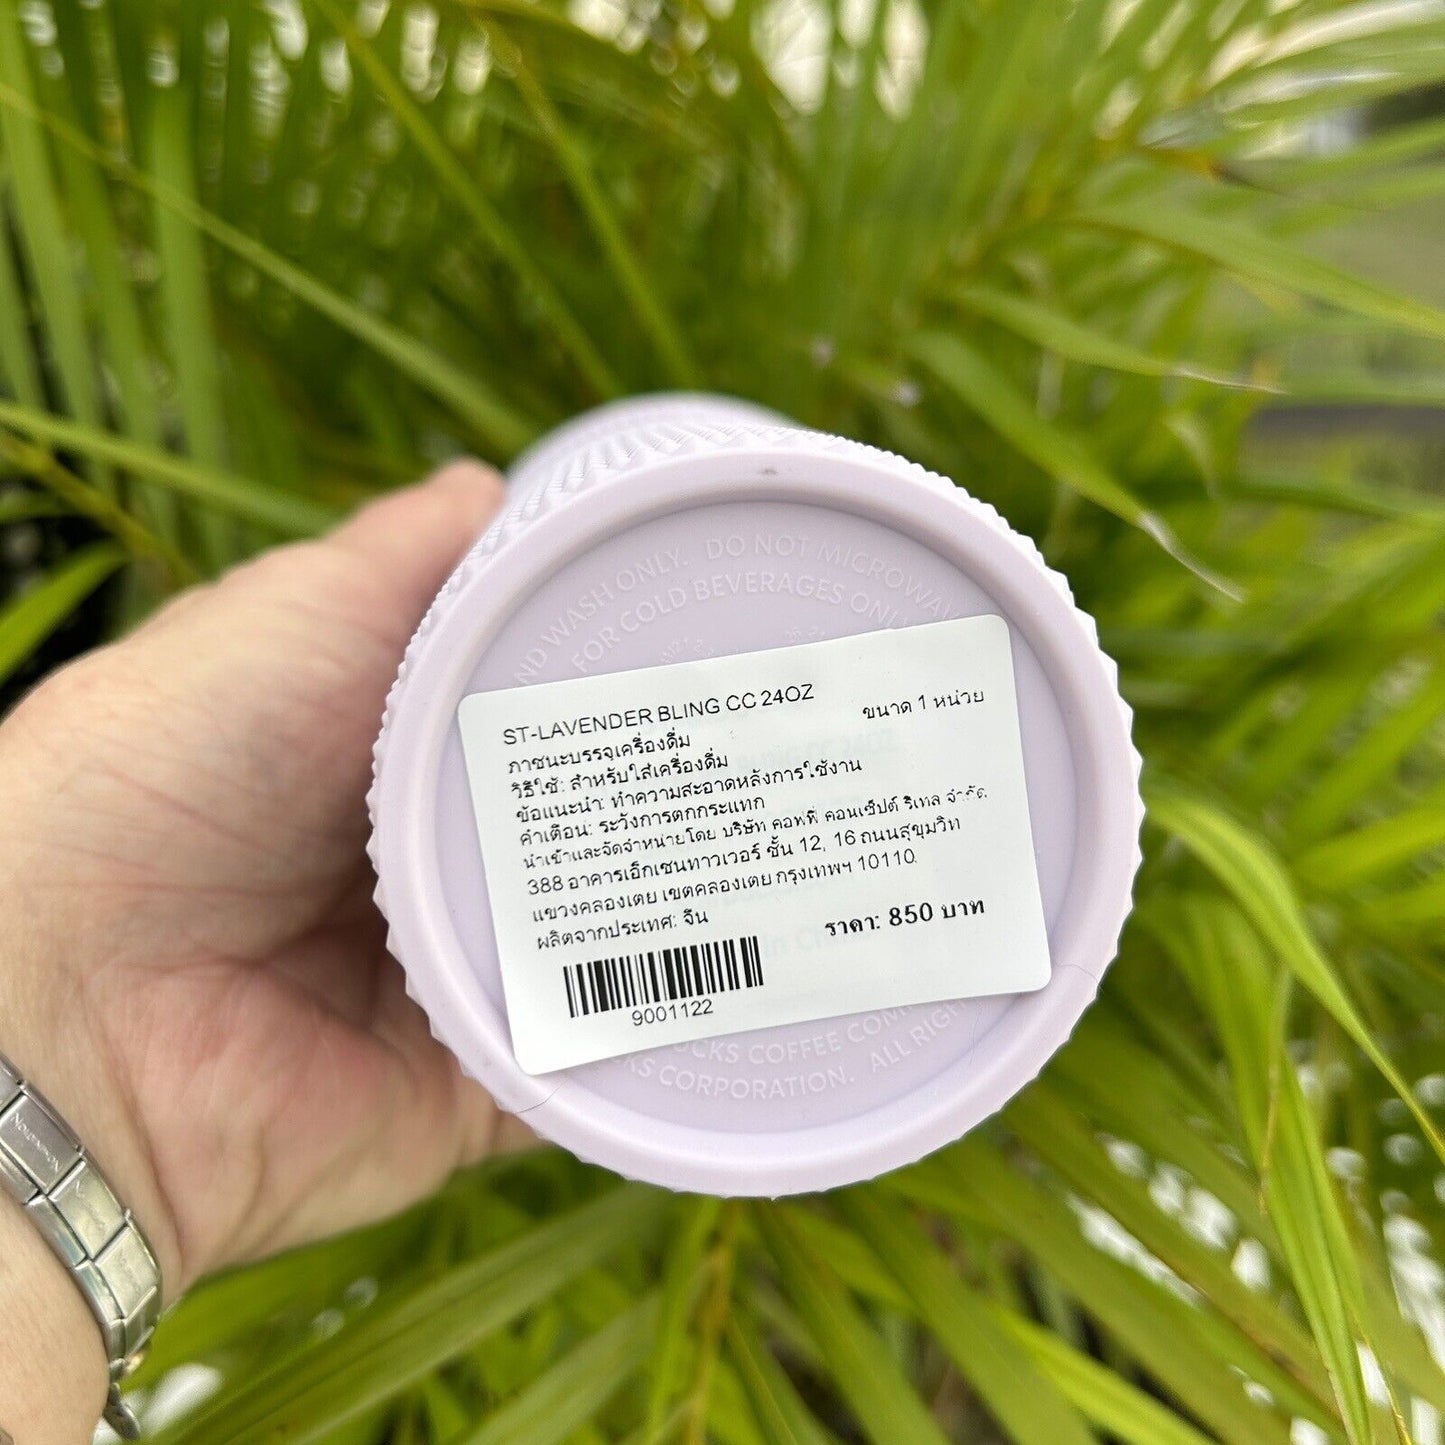 HAND WASH ONLY. DO NOT MICROWAVE
FOR COLD BEVERAGES ONLY
ST-LAVENDER BLING CC 24OZ
ภาชนะบรรจุเครื่องดื่ม ขนาด 1 หน่วย
วิธีใช้: สำหรับใส่เครื่องดื่ม
ข้อแนะนำ: ทำความสะอาดหลังการใช้งาน
คำเตือน: ระวังการตกกระแทก
นำเข้าและจัดจำหน่ายโดย บริษัท คอฟฟี่ คอนเซ็ปต์ รีเทล จำกัด
388 อาคารเอ็กเชนทาวเวอร์ ชั้น 12, 16 ถนนสุขุมวิท
แขวงคลองเตย เขตคลองเตย กรุงเทพฯ 10110
ผลิตจากประเทศ: จีน
ราคา: 850 บาท
9001122
COFFEE
CORPORATION. ALL
NOMINATION